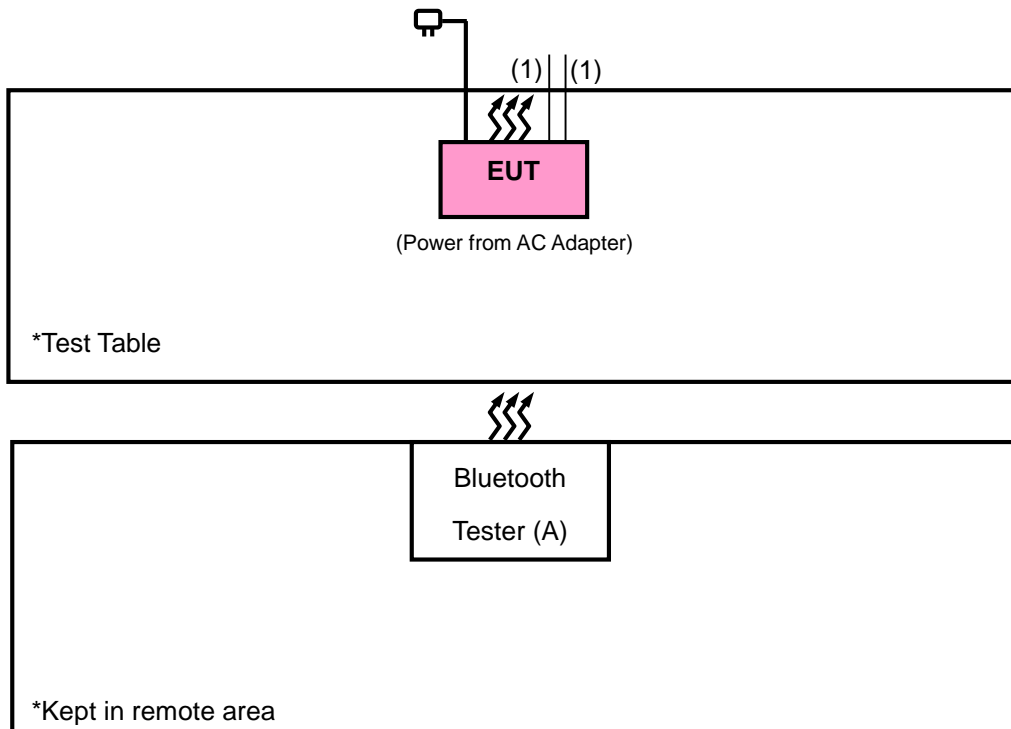 (1) (1)
EUT
(Power from AC Adapter)
*Test Table
Bluetooth
Tester (A)
*Kept in remote area